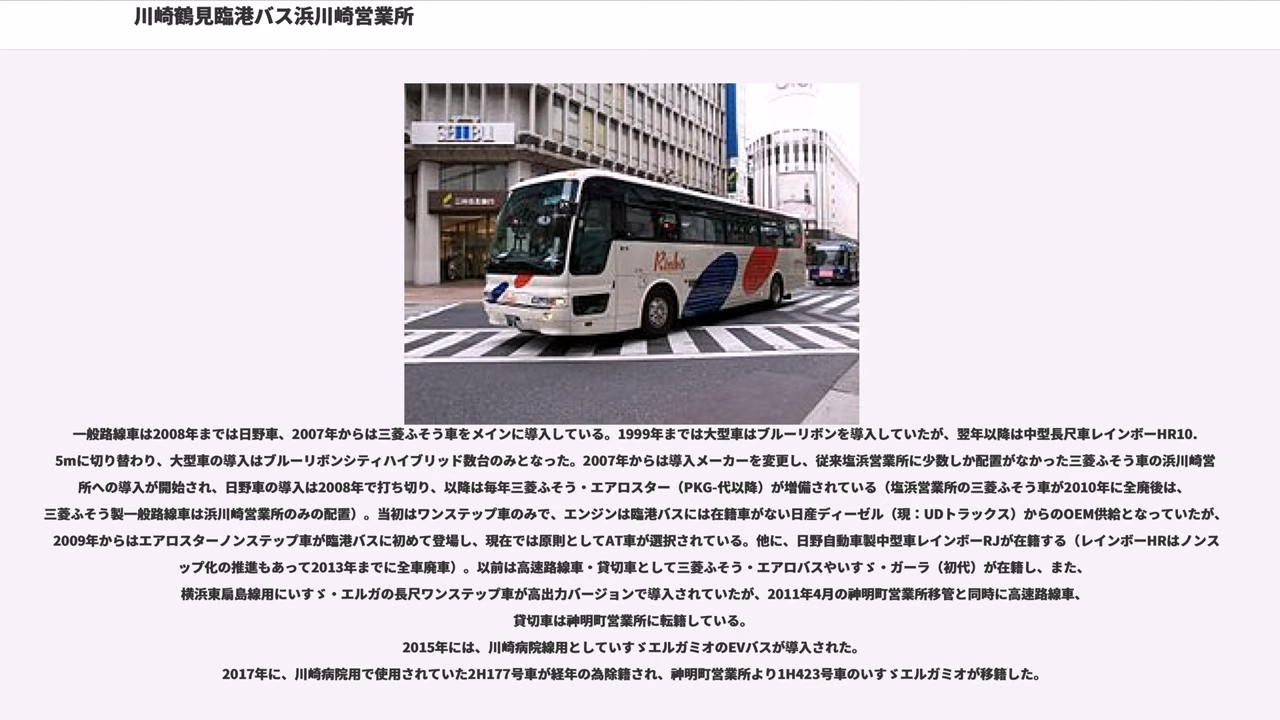 川崎鶴見臨港バス浜川崎営業所
SEIBU
三井住友銀行
Rinko
一般路線車は2008年までは日野車、2007年からは三菱ふそう車をメインに導入している。1999年までは大型車はブルーリボンを導入していたが、翌年以降は中型長尺車レインボーHR10.
5mに切り替わり、大型車の導入はブルーリボンシティハイブリッド数台のみとなった。2007年からは導入メーカーを変更し、従来塩浜営業所に少数しか配置がなかった三菱ふそう車の浜川崎営
所への導入が開始され、日野車の導入は2008年で打ち切り、以降は毎年三菱ふそう・エアロスター（PKG-代以降）が増備されている（塩浜営業所の三菱ふそう車が2010年に全廃後は、
三菱ふそう製一般路線車は浜川崎営業所のみの配置）。当初はワンステップ車のみで、エンジンは臨港バスには在籍車がない日産ディーゼル（現：UDトラックス）からのOEM供給となっていたが、
2009年からはエアロスターノンステップ車が臨港バスに初めて登場し、現在では原則としてAT車が選択されている。他に、日野自動車製中型車レインボーRJが在籍する（レインボーHRはノンス
ップ化の推進もあって2013年までに全車廃車）。以前は高速路線車・貸切車として三菱ふそう・エアロバスやいすゞ・ガーラ（初代）が在籍し、また、
横浜東扇島線用にいすゞ・エルガの長尺ワンステップ車が高出力バージョンで導入されていたが、2011年4月の神明町営業所移管と同時に高速路線車、
貸切車は神明町営業所に転籍している。
2015年には、川崎病院線用としていすゞエルガミオのEVバスが導入された。
2017年に、川崎病院用で使用されていた2H177号車が経年の為除籍され、神明町営業所より1H423号車のいすゞエルガミオが移籍した。